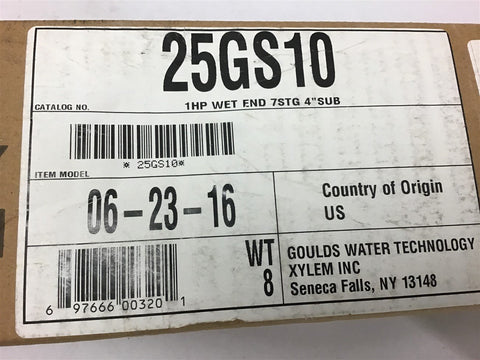 25GS10
CATALOG NO.
1HP WET END 7STG 4"SUB
* 25GS10*
ITEM MODEL
06-23-16
Country of Origin
US
WT
8
GOULDS WATER TECHNOLOGY
XYLEM INC
Seneca Falls, NY 13148
6 97666 00320 1